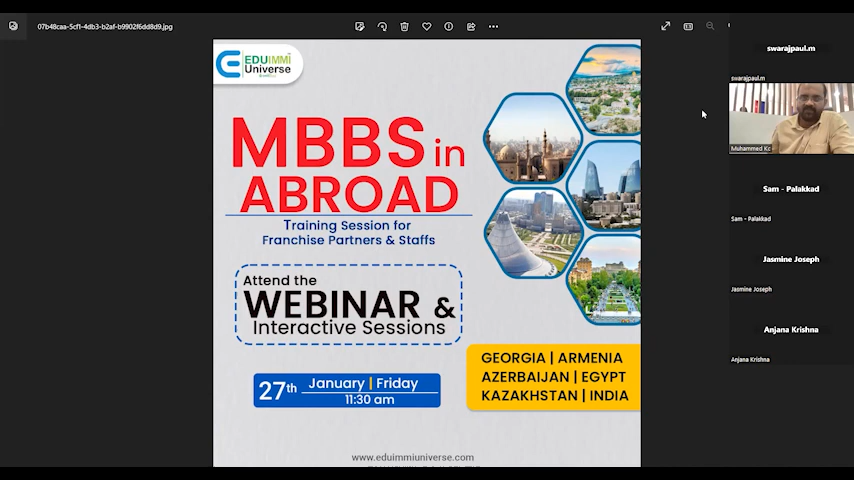 07b48caa-5cf1-4db3-b2af-b9902f6dd8d9.jpg
EDUIMMI
Universe
MBBS in
ABROAD
Training Session for
Franchise Partners & Staffs
Attend the
WEBINAR &
Interactive Sessions
27th January | Friday
11:30 am
GEORGIA | ARMENIA
AZERBAIJAN | EGYPT
KAZAKHSTAN | INDIA
www.eduimmiuniverse.com
swarajpaul.m
swarajpaul.m
Muhammed Kc
Sam - Palakkad
Sam - Palakkad
Jasmine Joseph
Jasmine Joseph
Anjana Krishna
Anjana Krishna